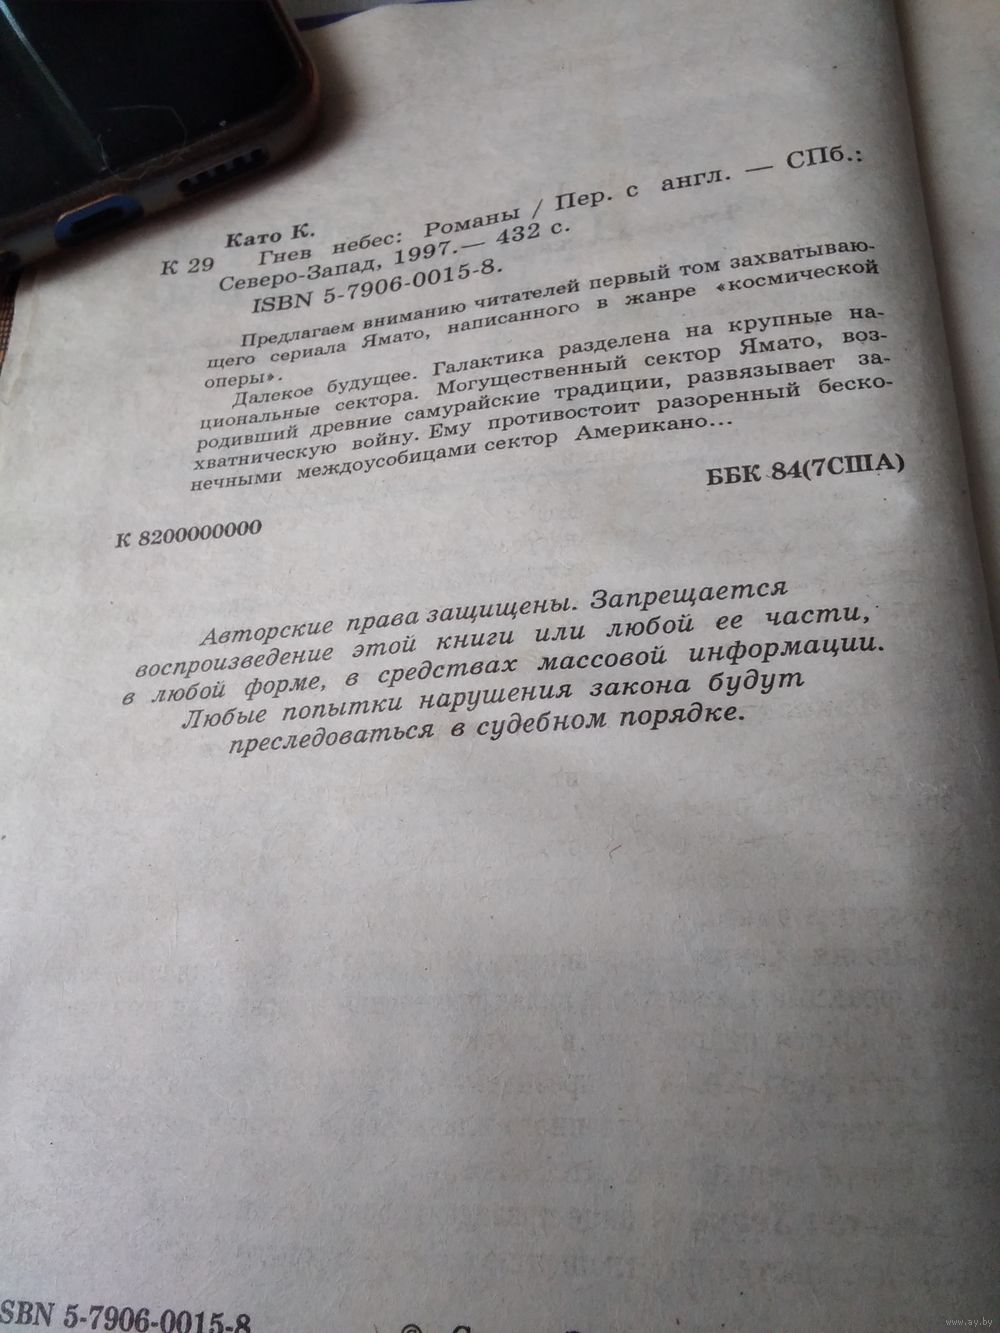 Като К.
К 29 Гнев небес: Романы / Пер. с англ. — СПб.:
Северо-Запад, 1997.— 432 с.
ISBN 5-7906-0015-8.
Предлагаем вниманию читателей первый том захватываю-
щего сериала Ямато, написанного в жанре «космической
оперы».
Далекое будущее. Галактика разделена на крупные на-
циональные сектора. Могущественный сектор Ямато, воз-
родивший древние самурайские традиции, развязывает за-
хватническую войну. Ему противостоит разоренный беско-
нечными междоусобицами сектор Американо...
ББК 84(7США)
К 8200000000
Авторские права защищены. Запрещается
воспроизведение этой книги или любой ее части,
в любой форме, в средствах массовой информации.
Любые попытки нарушения закона будут
преследоваться в судебном порядке.
SBN 5-7906-0015-8
©
www.ay.by